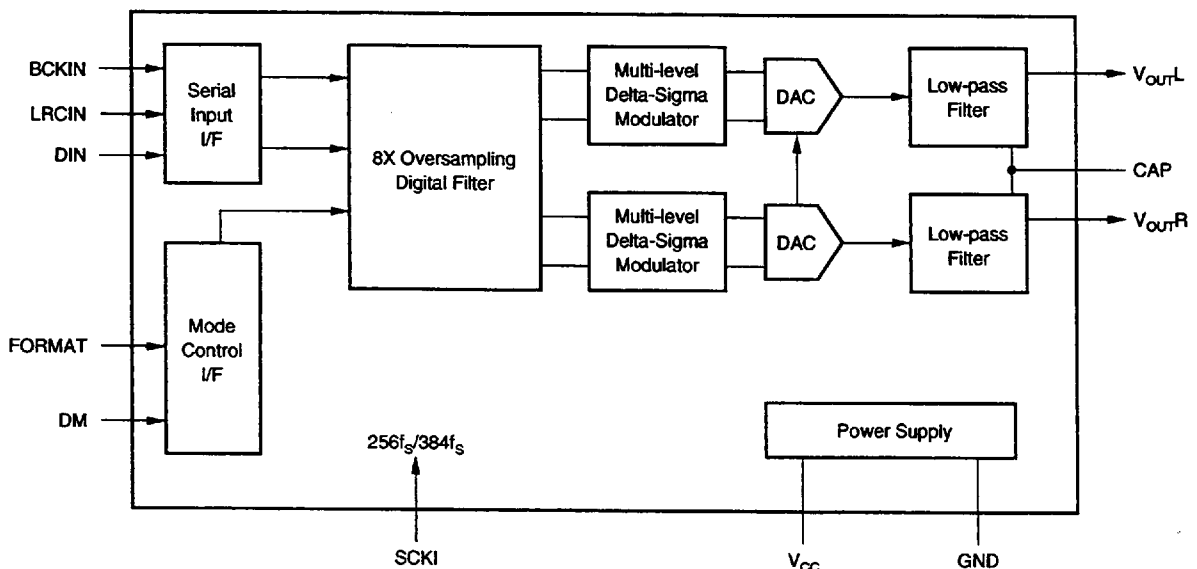 BCKIN
LRCIN
DIN
FORMAT
DM
Serial
Input
I/F
Mode
Control
I/F
8X Oversampling
Digital Filter
Multi-level
Delta-Sigma
Modulator
DAC
Low-pass
Filter
Multi-level
Delta-Sigma
Modulator
DAC
Low-pass
Filter
VOUTL
CAP
VOUTR
256fS/384fS
SCKI
Power Supply
VCC
GND